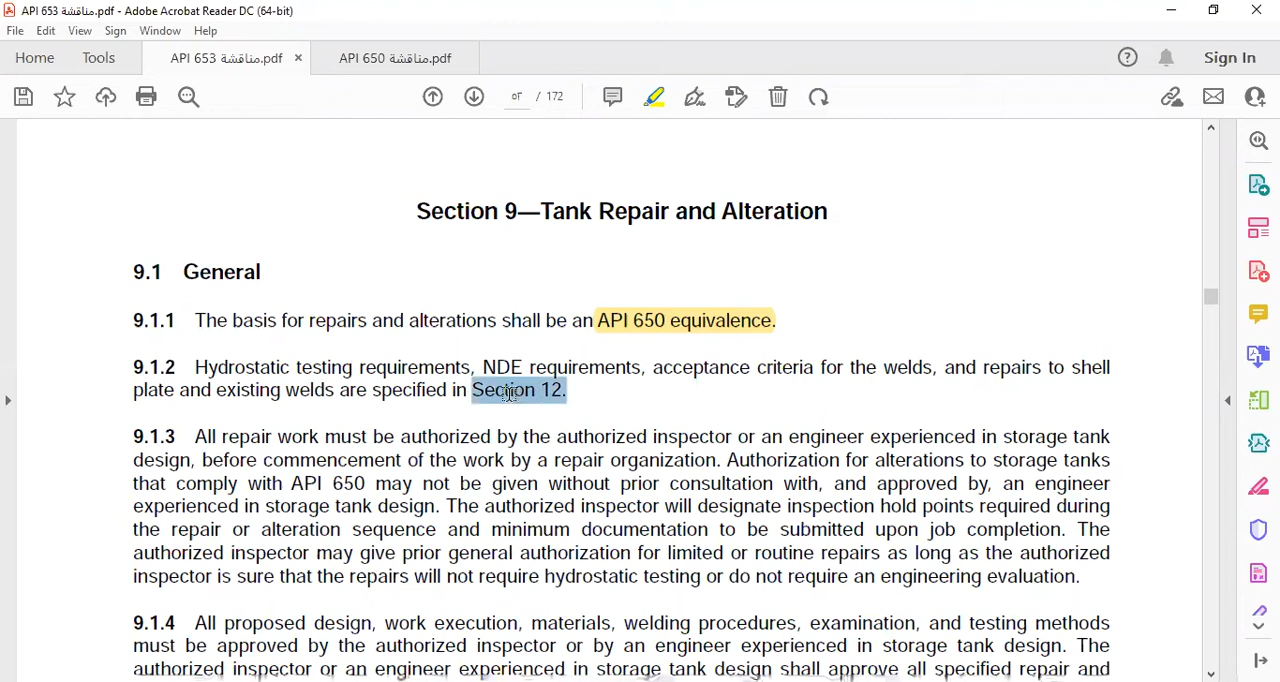 API 653 مناقشة.pdf - Adobe Acrobat Reader DC (64-bit)
File Edit View Sign Window Help
Home Tools API 653 مناقشة.pdf × API 650 مناقشة.pdf Sign In
٥٣ / 172
Section 9—Tank Repair and Alteration
9.1 General
9.1.1 The basis for repairs and alterations shall be an API 650 equivalence.
9.1.2 Hydrostatic testing requirements, NDE requirements, acceptance criteria for the welds, and repairs to shell
plate and existing welds are specified in Section 12.
9.1.3 All repair work must be authorized by the authorized inspector or an engineer experienced in storage tank
design, before commencement of the work by a repair organization. Authorization for alterations to storage tanks
that comply with API 650 may not be given without prior consultation with, and approved by, an engineer
experienced in storage tank design. The authorized inspector will designate inspection hold points required during
the repair or alteration sequence and minimum documentation to be submitted upon job completion. The
authorized inspector may give prior general authorization for limited or routine repairs as long as the authorized
inspector is sure that the repairs will not require hydrostatic testing or do not require an engineering evaluation.
9.1.4 All proposed design, work execution, materials, welding procedures, examination, and testing methods
must be approved by the authorized inspector or by an engineer experienced in storage tank design. The
authorized inspector or an engineer experienced in storage tank design shall approve all specified repair and